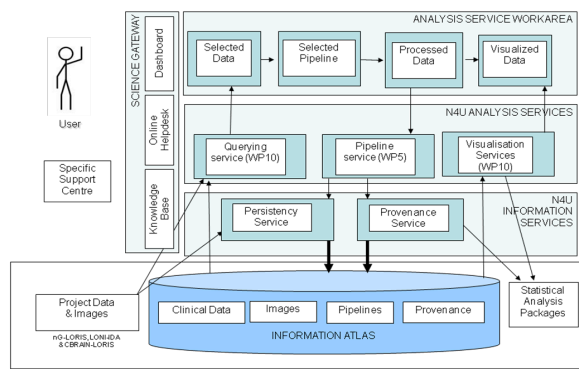 ANALYSIS SERVICE WORKAREA
SCIENCE GATEWAY
Dashboard
Selected
Data
Selected
Pipeline
Processed
Data
Visualized
Data
User
N4U ANALYSIS SERVICES
Online
Helpdesk
Querying
service (WP10)
Pipeline
service (WP5)
Visualisation
Services
(WP10)
Specific
Support
Centre
Knowledge
Base
N4U
INFORMATION
SERVICES
Persistency
Service
Provenance
Service
Project Data
& Images
nG-LORIS, LONI-IDA
& CBRAIN-LORIS
Clinical Data
Images
Pipelines
Provenance
INFORMATION ATLAS
Statistical
Analysis
Packages